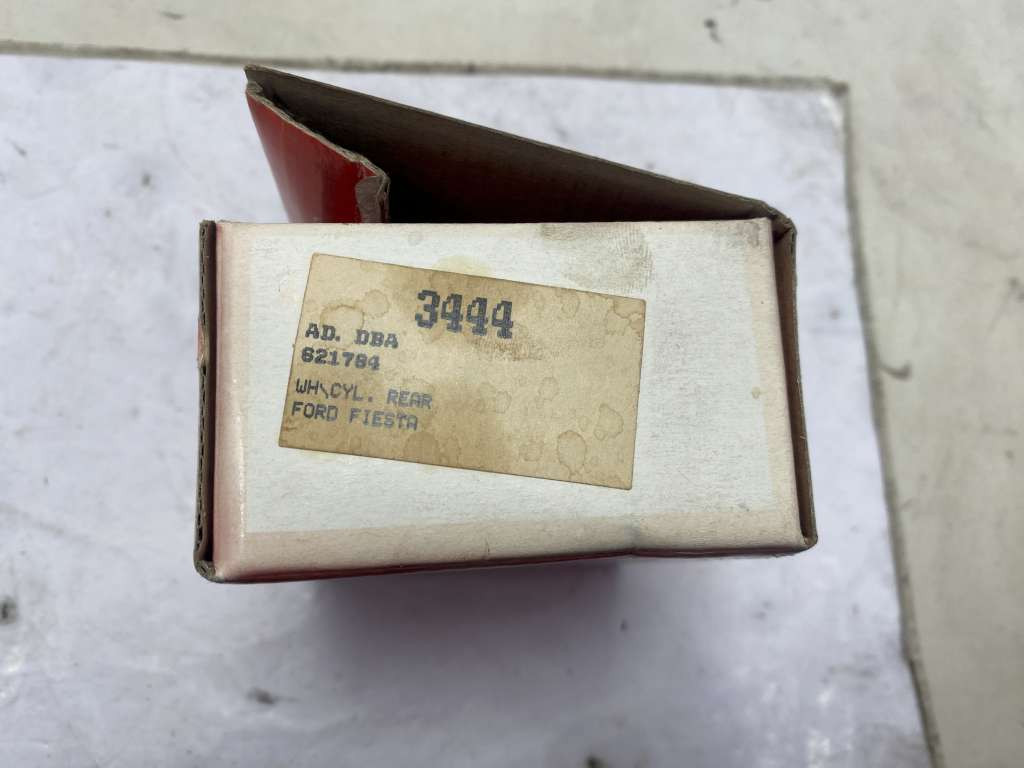 3444
AD. DBA
621784
WH\CYL. REAR
FORD FIESTA